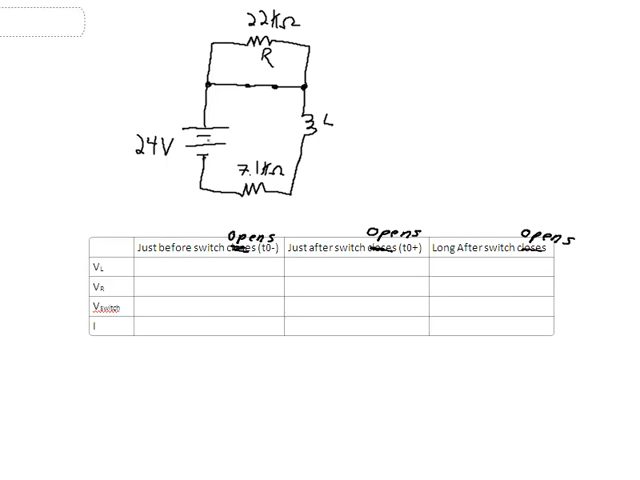 22KΩ
R
L
24V
7.1KΩ
opens opens opens
Just before switch closes (t0-) Just after switch closes (t0+) Long After switch closes
VL
VR
Vswitch
I